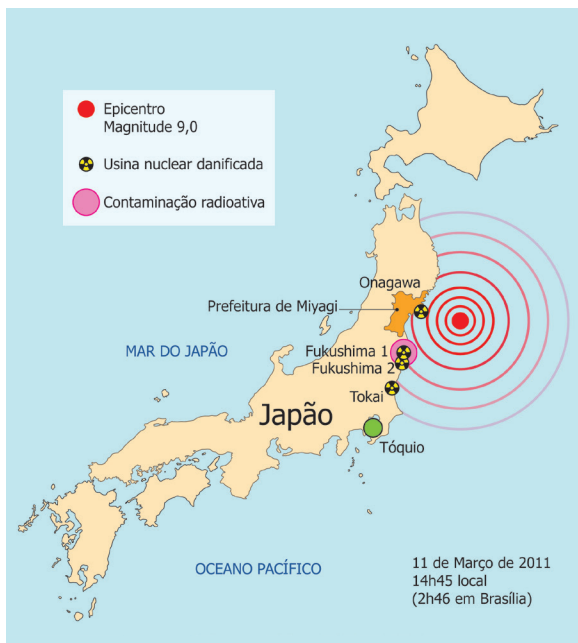 Epicentro
Magnitude 9,0
Usina nuclear danificada
Contaminação radioativa
Onagawa
Prefeitura de Miyagi
MAR DO JAPÃO
Fukushima 1
Fukushima 2
Tokai
Japão
Tóquio
OCEANO PACÍFICO
11 de Março de 2011
14h45 local
(2h46 em Brasília)